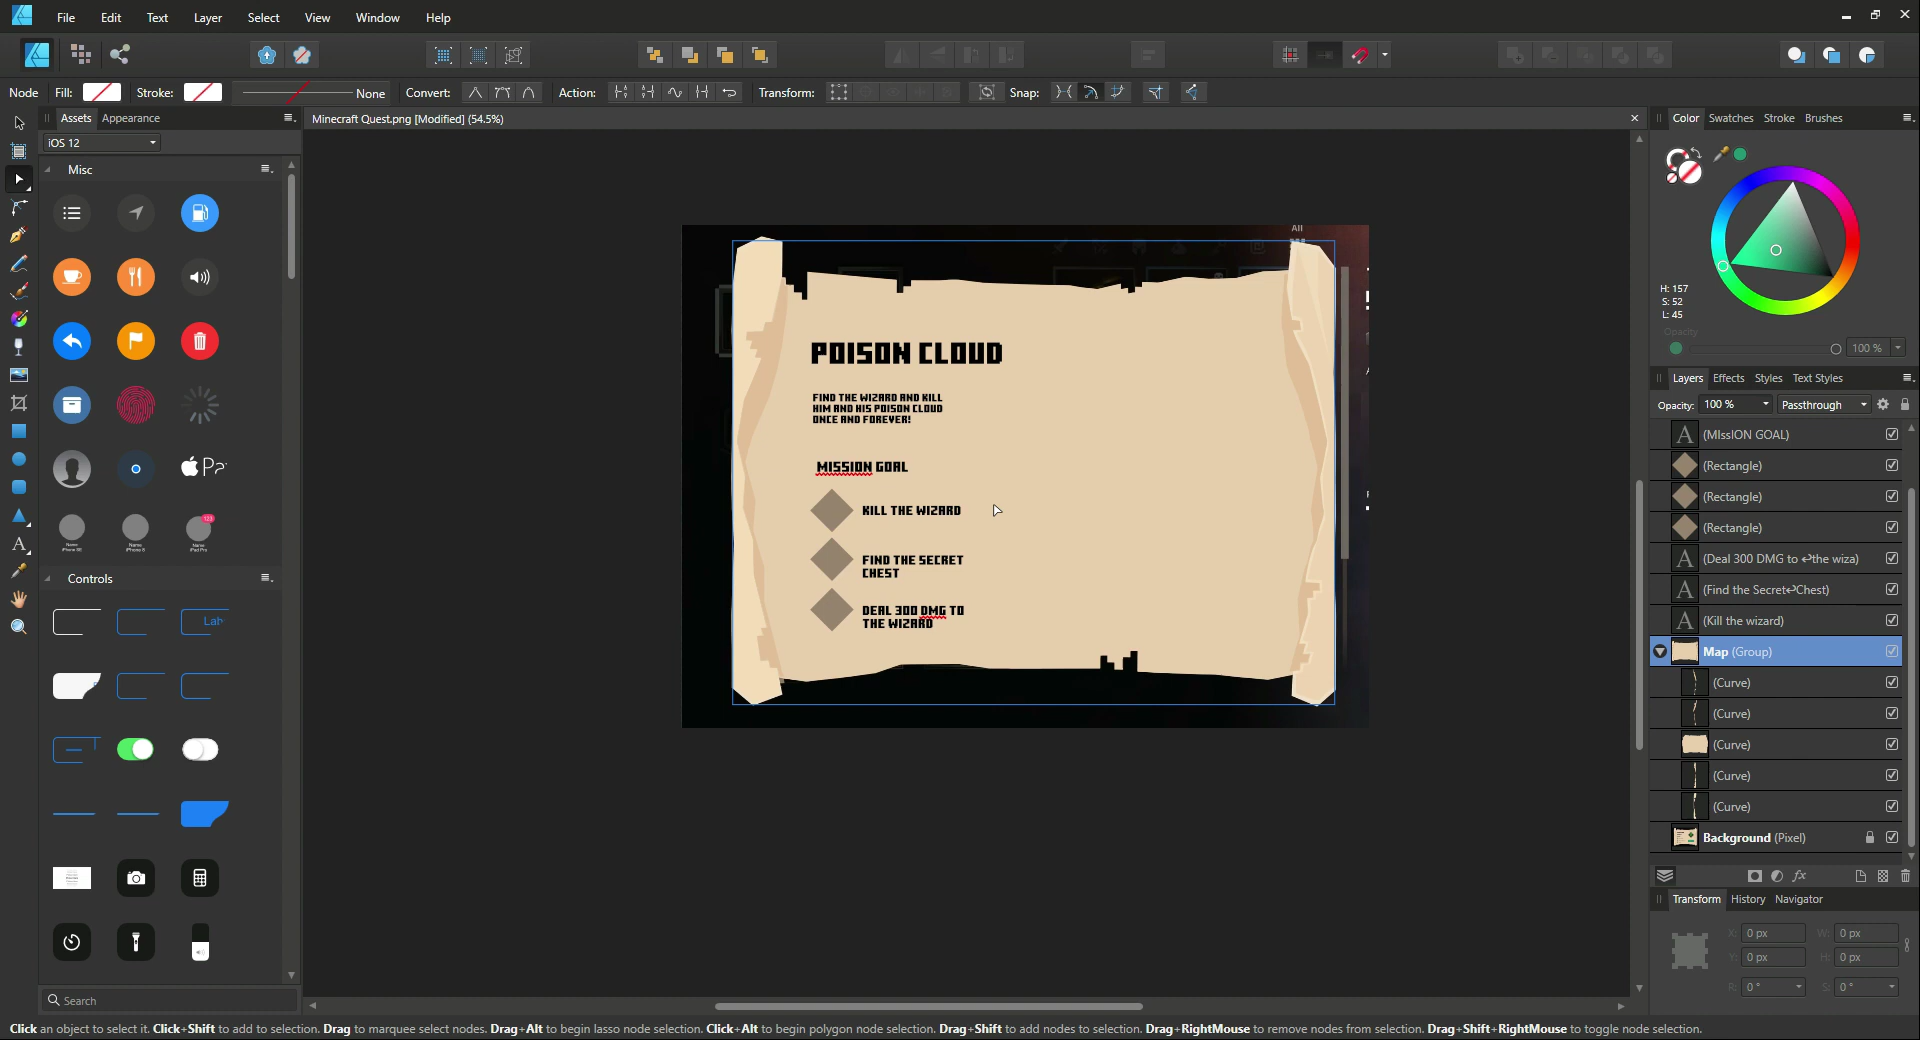 File Edit Text Layer Select View Window Help
Node Fill: Stroke: None Convert: Action: Transform: Snap:
Assets Appearance
iOS 12
Misc
Controls
Search
Minecraft Quest.png [Modified] (54.5%)
All
POISON CLOUD
FIND THE WIZARD AND KILL
HIM AND HIS POISON CLOUD
ONCE AND FOREVER!
MISSION GOAL
KILL THE WIZARD
FIND THE SECRET
CHEST
DEAL 300 DMG TO
THE WIZARD
Color Swatches Stroke Brushes
H: 157
S: 52
L: 45
Opacity
100 %
Layers Effects Styles Text Styles
Opacity: 100 % Passthrough
(MIssION GOAL)
(Rectangle)
(Rectangle)
(Rectangle)
(Deal 300 DMG to ↩the wiza)
(Find the Secret↩Chest)
(Kill the wizard)
Map (Group)
(Curve)
(Curve)
(Curve)
(Curve)
(Curve)
Background (Pixel)
Transform History Navigator
X: 0 px W: 0 px
Y: 0 px H: 0 px
R: 0 ° S: 0 °
Click an object to select it. Click+Shift to add to selection. Drag to marquee select nodes. Drag+Alt to begin lasso node selection. Click+Alt to begin polygon node selection. Drag+Shift to add nodes to selection. Drag+RightMouse to remove nodes from selection. Drag+Shift+RightMouse to toggle node selection.